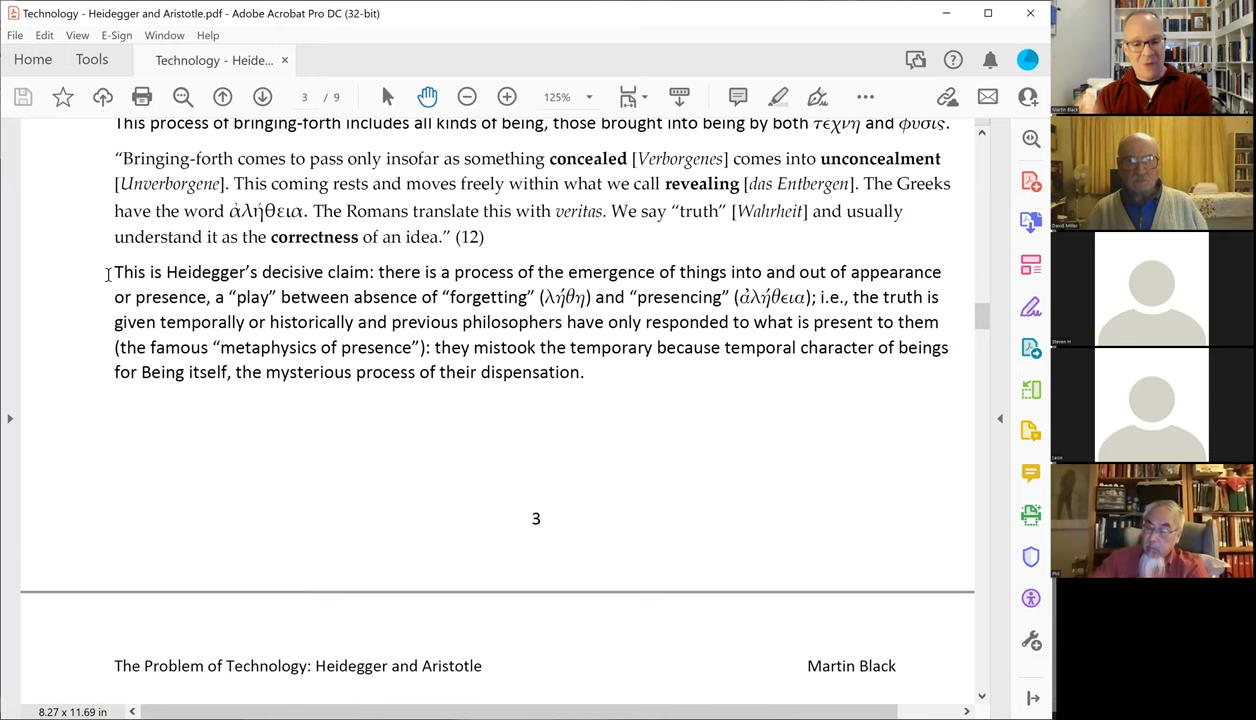 Technology - Heidegger and Aristotle.pdf - Adobe Acrobat Pro DC (32-bit)
File Edit View E-Sign Window Help
Home Tools Technology - Heide... ×
3 / 9 125%
This process of bringing-forth includes all kinds of being, those brought into being by both τέχνη and φύσις.
“Bringing-forth comes to pass only insofar as something concealed [Verborgenes] comes into unconcealment
[Unverborgene]. This coming rests and moves freely within what we call revealing [das Entbergen]. The Greeks
have the word ἀλήθεια. The Romans translate this with veritas. We say “truth” [Wahrheit] and usually
understand it as the correctness of an idea.” (12)
This is Heidegger’s decisive claim: there is a process of the emergence of things into and out of appearance
or presence, a “play” between absence of “forgetting” (λήθη) and “presencing” (ἀλήθεια); i.e., the truth is
given temporally or historically and previous philosophers have only responded to what is present to them
(the famous “metaphysics of presence”): they mistook the temporary because temporal character of beings
for Being itself, the mysterious process of their dispensation.
3
The Problem of Technology: Heidegger and Aristotle Martin Black
8.27 x 11.69 in
Martin Black
David Miller
Steven H
Leon
Phil